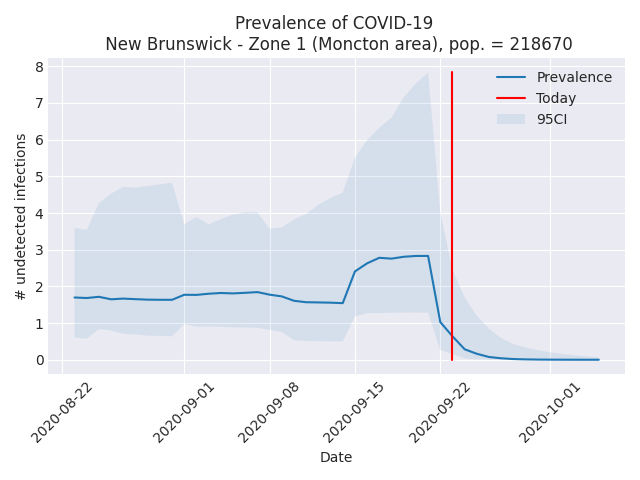 Prevalence of COVID-19
New Brunswick - Zone 1 (Moncton area), pop. = 218670
8
7
6
5
4
3
2
1
0
# undetected infections
Prevalence
Today
95CI
2020-08-22
2020-09-01
2020-09-08
2020-09-15
2020-09-22
2020-10-01
Date